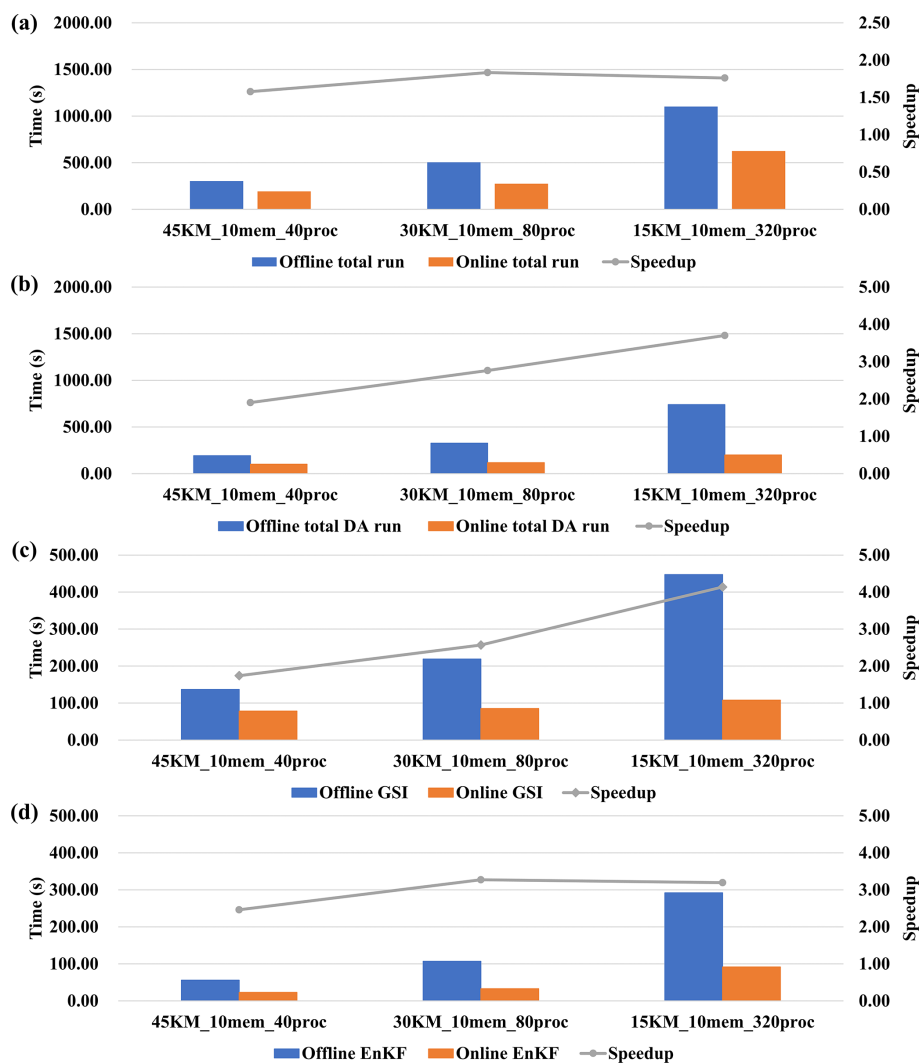 (a)
2000.00 2.50
1500.00 2.00
1000.00 1.50
500.00 1.00
0.00 0.50
0.00
Time (s)
Speedup
45KM_10mem_40proc 30KM_10mem_80proc 15KM_10mem_320proc
Offline total run Online total run Speedup
(b)
2000.00 5.00
1500.00 4.00
1000.00 3.00
500.00 2.00
0.00 1.00
0.00
Time (s)
Speedup
45KM_10mem_40proc 30KM_10mem_80proc 15KM_10mem_320proc
Offline total DA run Online total DA run Speedup
(c)
500.00 5.00
400.00 4.00
300.00 3.00
200.00 2.00
100.00 1.00
0.00 0.00
Time (s)
Speedup
45KM_10mem_40proc 30KM_10mem_80proc 15KM_10mem_320proc
Offline GSI Online GSI Speedup
(d)
500.00 5.00
400.00 4.00
300.00 3.00
200.00 2.00
100.00 1.00
0.00 0.00
Time (s)
Speedup
45KM_10mem_40proc 30KM_10mem_80proc 15KM_10mem_320proc
Offline EnKF Online EnKF Speedup